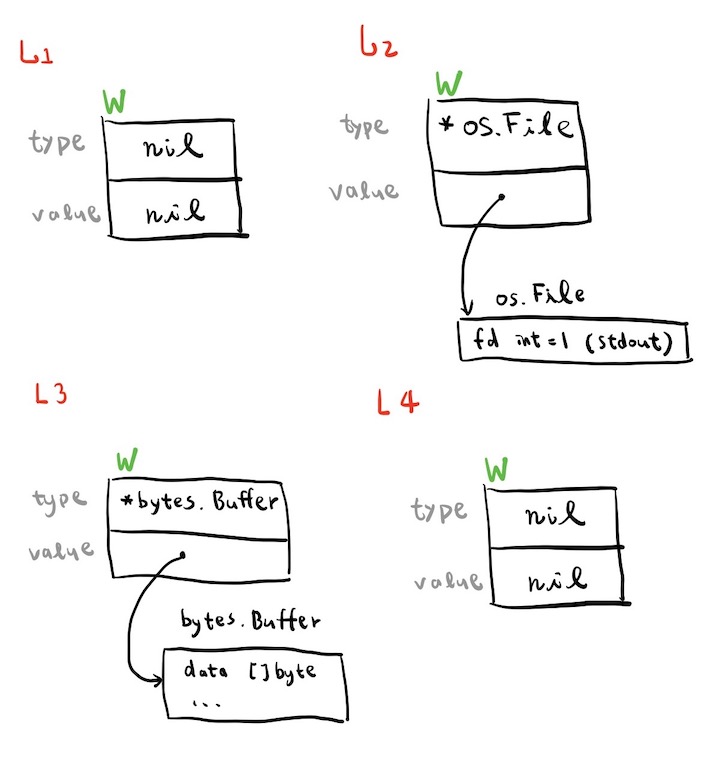 L1
W
type nil
value nil
L2
W
type * os.File
value
os.File
fd int=1 (stdout)
L3
W
type *bytes.Buffer
value
bytes.Buffer
data []byte
...
L4
W
type nil
value nil